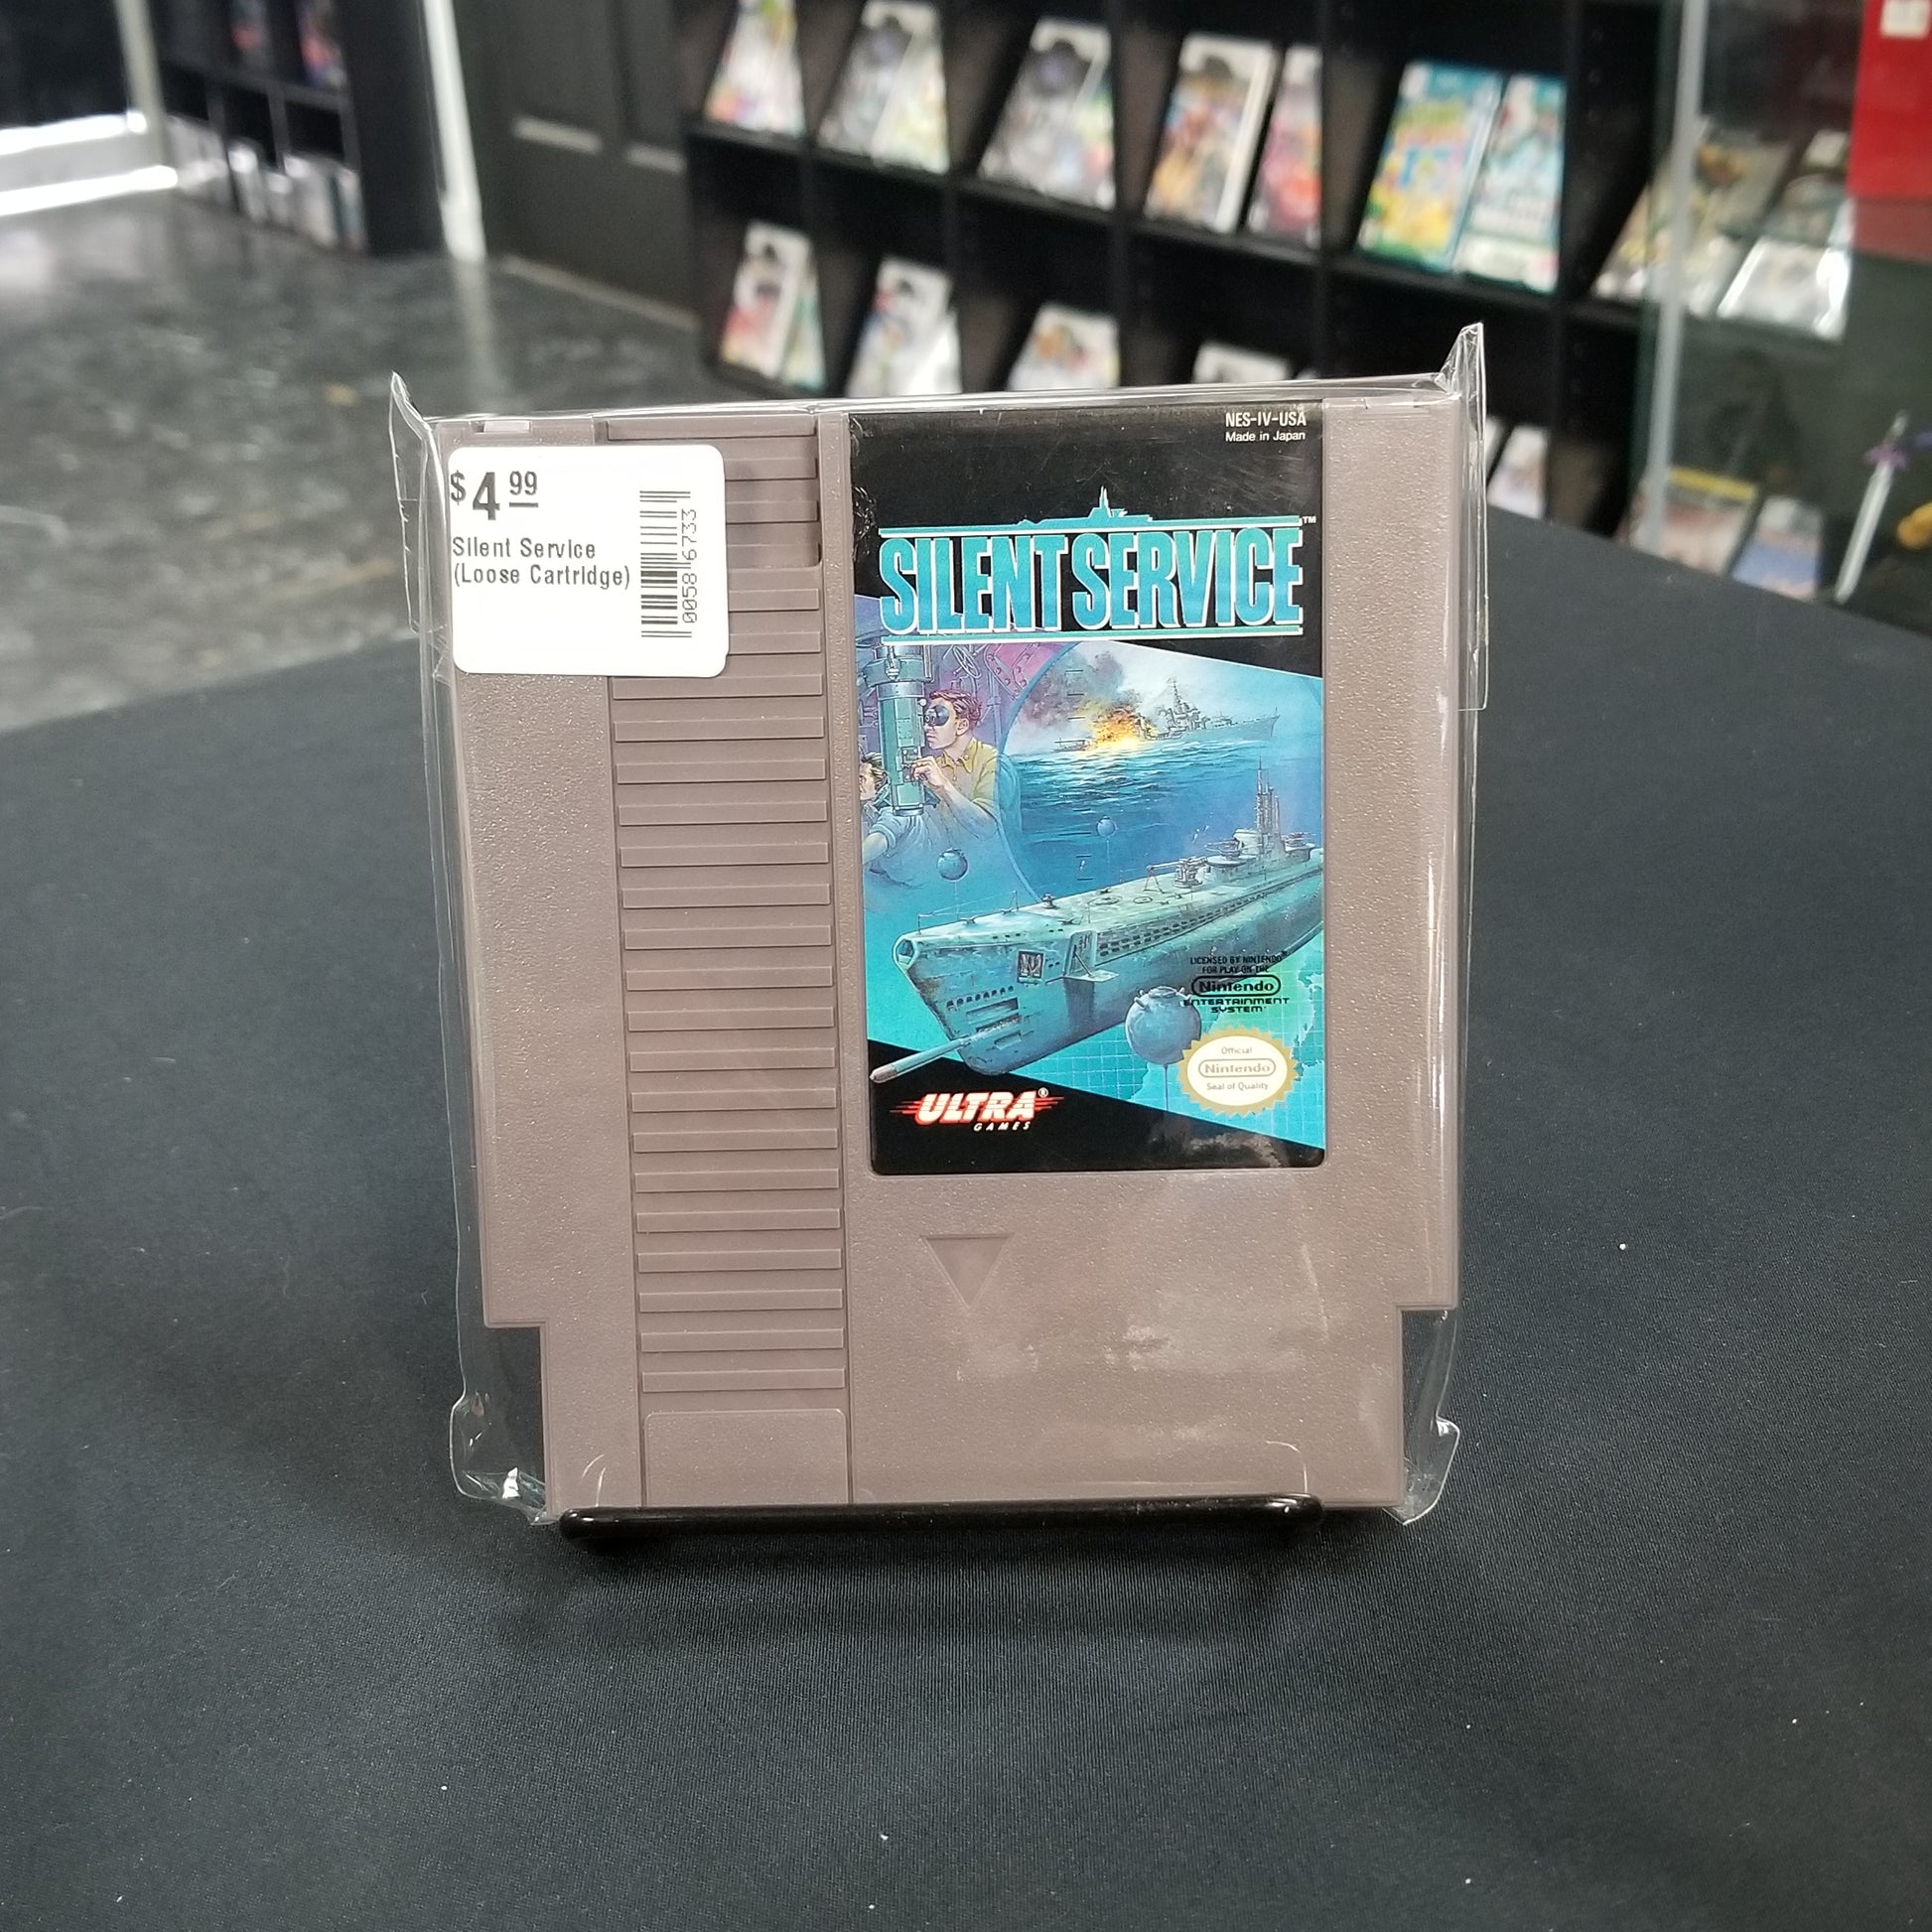 $4.99
Silent Service
(Loose Cartridge)
0058 6733
NES-IV-USA
Made in Japan
SILENT SERVICE™
LICENSED BY NINTENDO®
FOR PLAY ON THE
Nintendo
ENTERTAINMENT
SYSTEM
Official
Nintendo
Seal of Quality
ULTRA®
GAMES